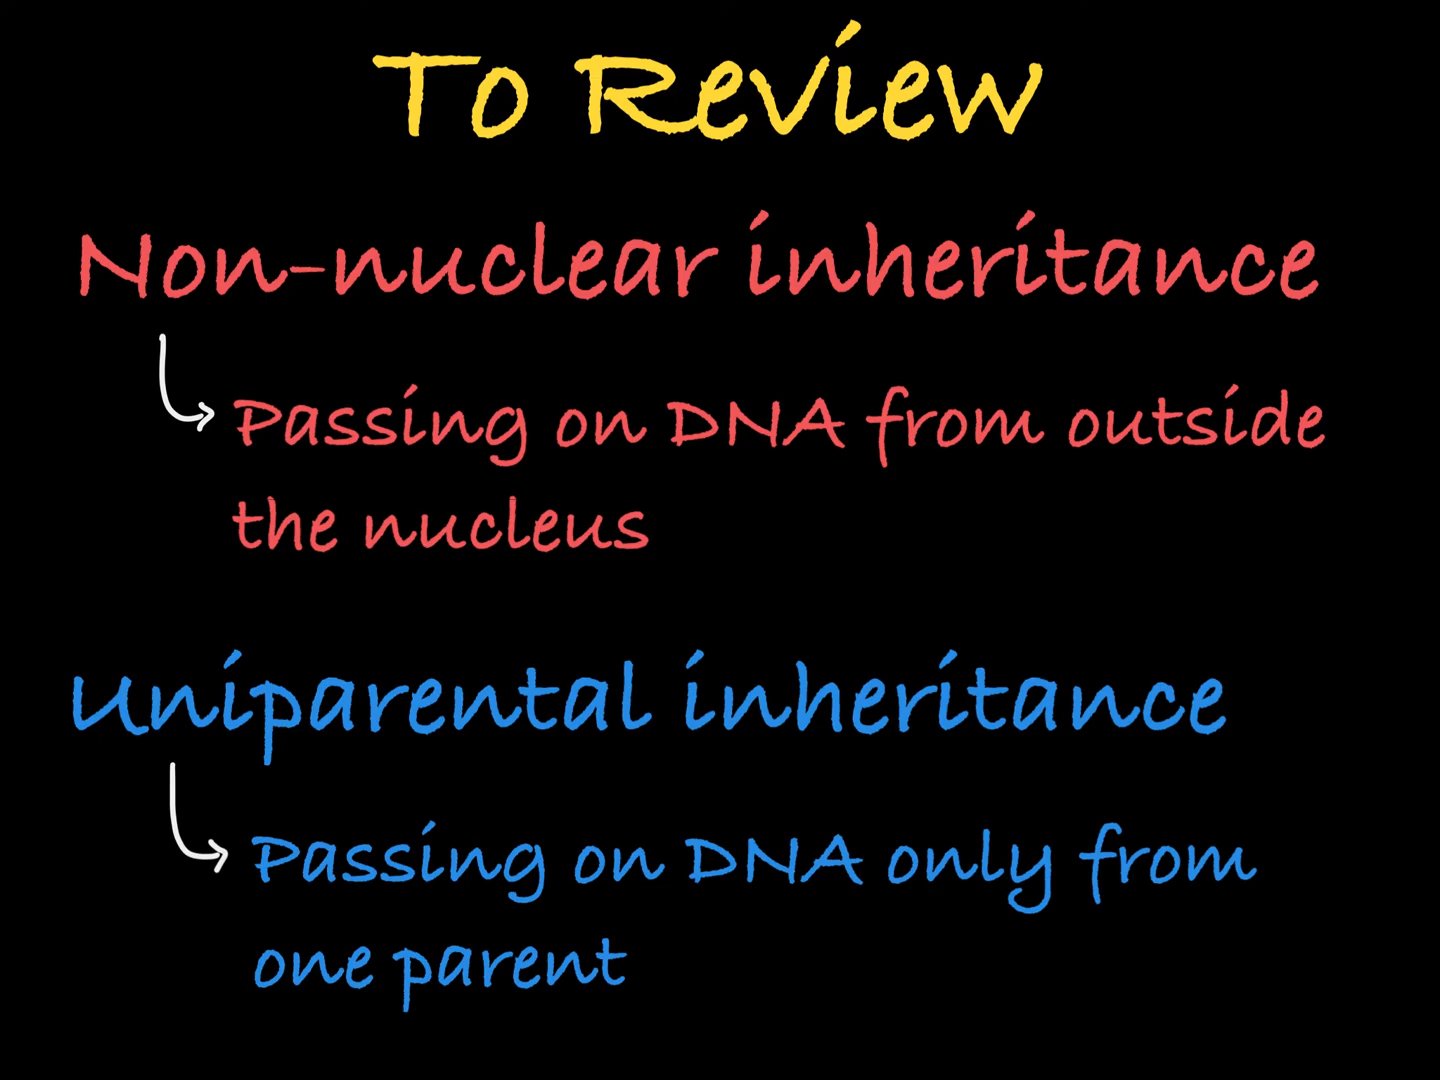 To Review
Non-nuclear inheritance
Passing on DNA from outside
the nucleus
Uniparental inheritance
Passing on DNA only from
one parent